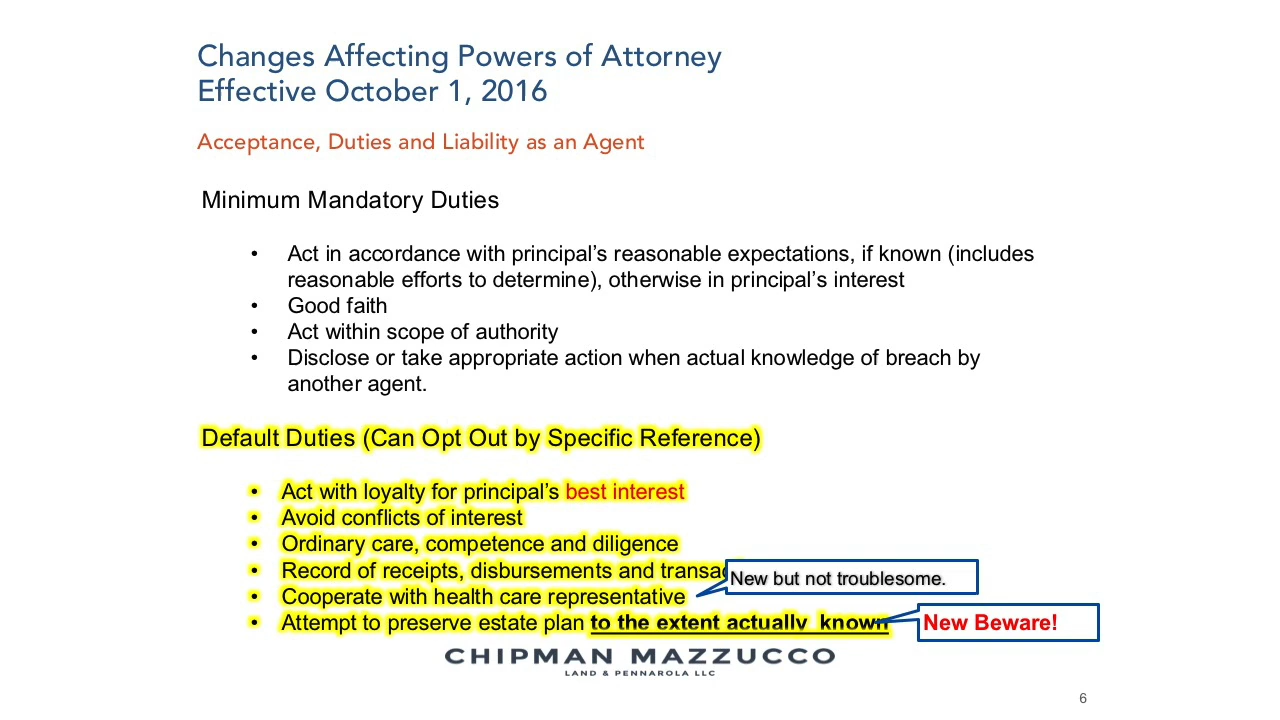 Changes Affecting Powers of Attorney
Effective October 1, 2016
Acceptance, Duties and Liability as an Agent
Minimum Mandatory Duties
• Act in accordance with principal’s reasonable expectations, if known (includes
reasonable efforts to determine), otherwise in principal’s interest
• Good faith
• Act within scope of authority
• Disclose or take appropriate action when actual knowledge of breach by
another agent.
Default Duties (Can Opt Out by Specific Reference)
• Act with loyalty for principal’s best interest
• Avoid conflicts of interest
• Ordinary care, competence and diligence
• Record of receipts, disbursements and
New but not troublesome.
• Cooperate with health care representative
• Attempt to preserve estate plan to the extent actually known
New Beware!
CHIPMAN MAZZUCCO
LAND & PENNAROLA LLC
6